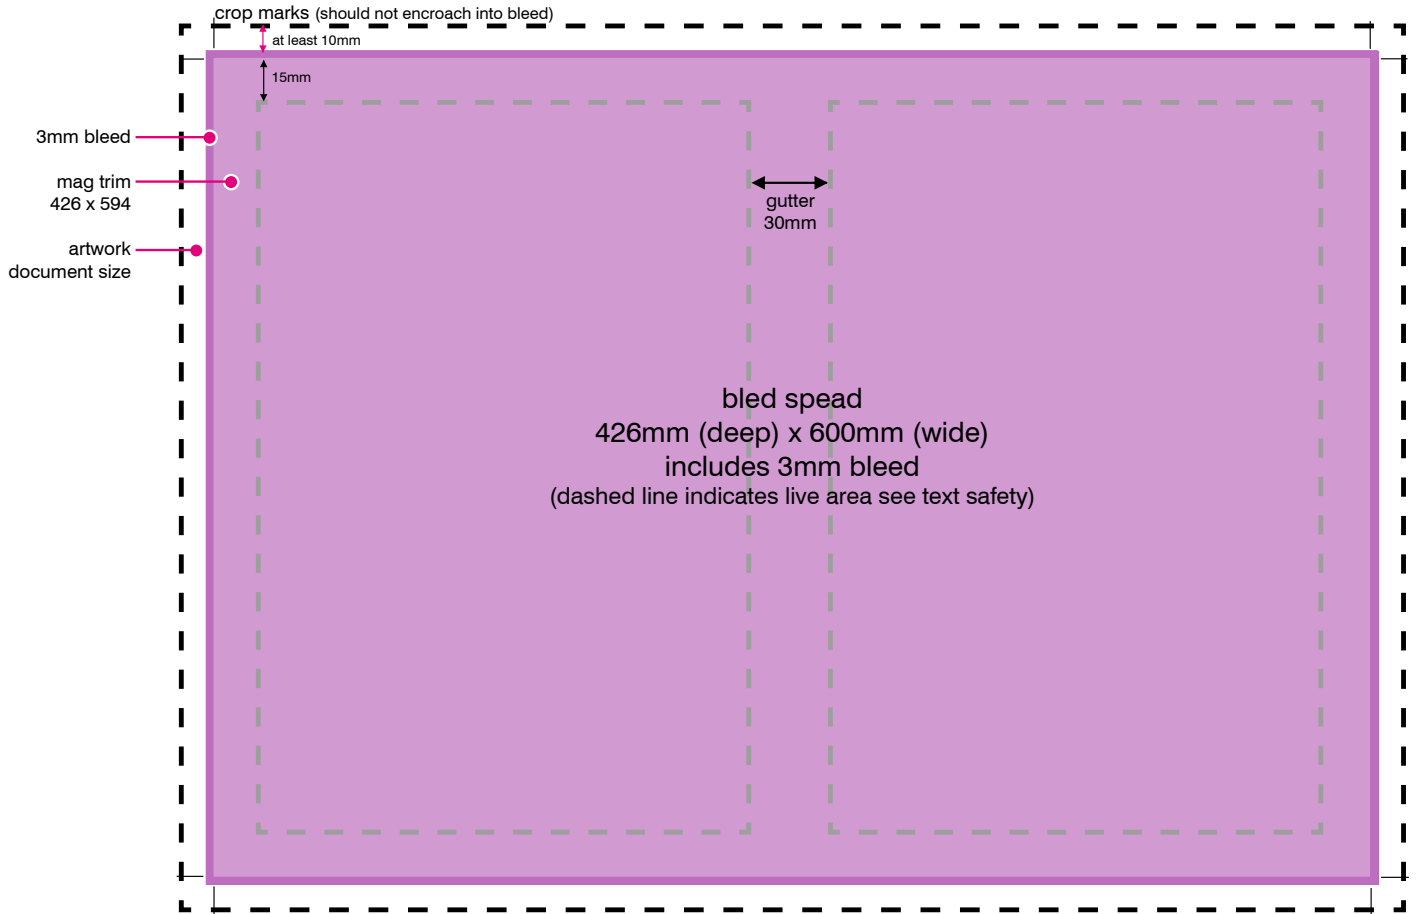 crop marks (should not encroach into bleed)
at least 10mm
15mm
3mm bleed
mag trim
426 x 594
artwork
document size
gutter
30mm
bled spead
426mm (deep) x 600mm (wide)
includes 3mm bleed
(dashed line indicates live area see text safety)